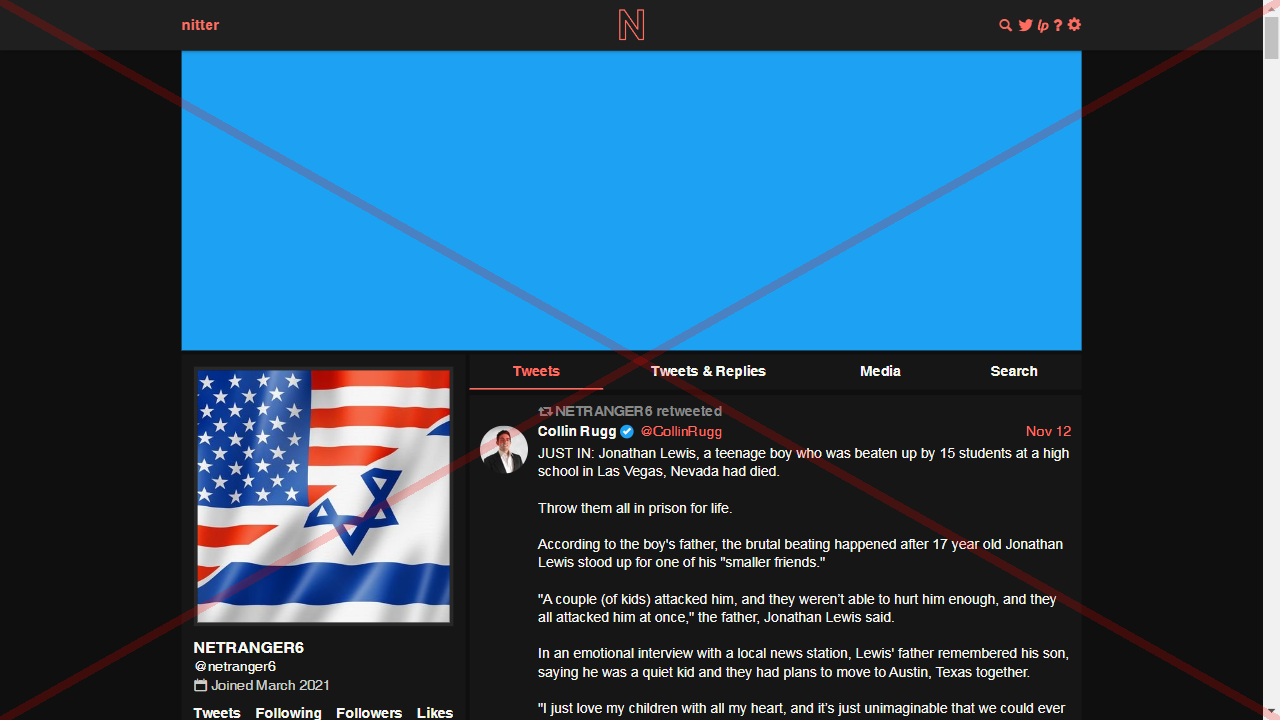 nitter
N
lp ?
Tweets Tweets & Replies Media Search
NETRANGER6 retweeted
Collin Rugg @CollinRugg Nov 12
JUST IN: Jonathan Lewis, a teenage boy who was beaten up by 15 students at a high
school in Las Vegas, Nevada had died.
Throw them all in prison for life.
According to the boy's father, the brutal beating happened after 17 year old Jonathan
Lewis stood up for one of his "smaller friends."
"A couple (of kids) attacked him, and they weren't able to hurt him enough, and they
all attacked him at once," the father, Jonathan Lewis said.
In an emotional interview with a local news station, Lewis' father remembered his son,
saying he was a quiet kid and they had plans to move to Austin, Texas together.
"I just love my children with all my heart, and it's just unimaginable that we could ever
NETRANGER6
@netranger6
Joined March 2021
Tweets Following Followers Likes